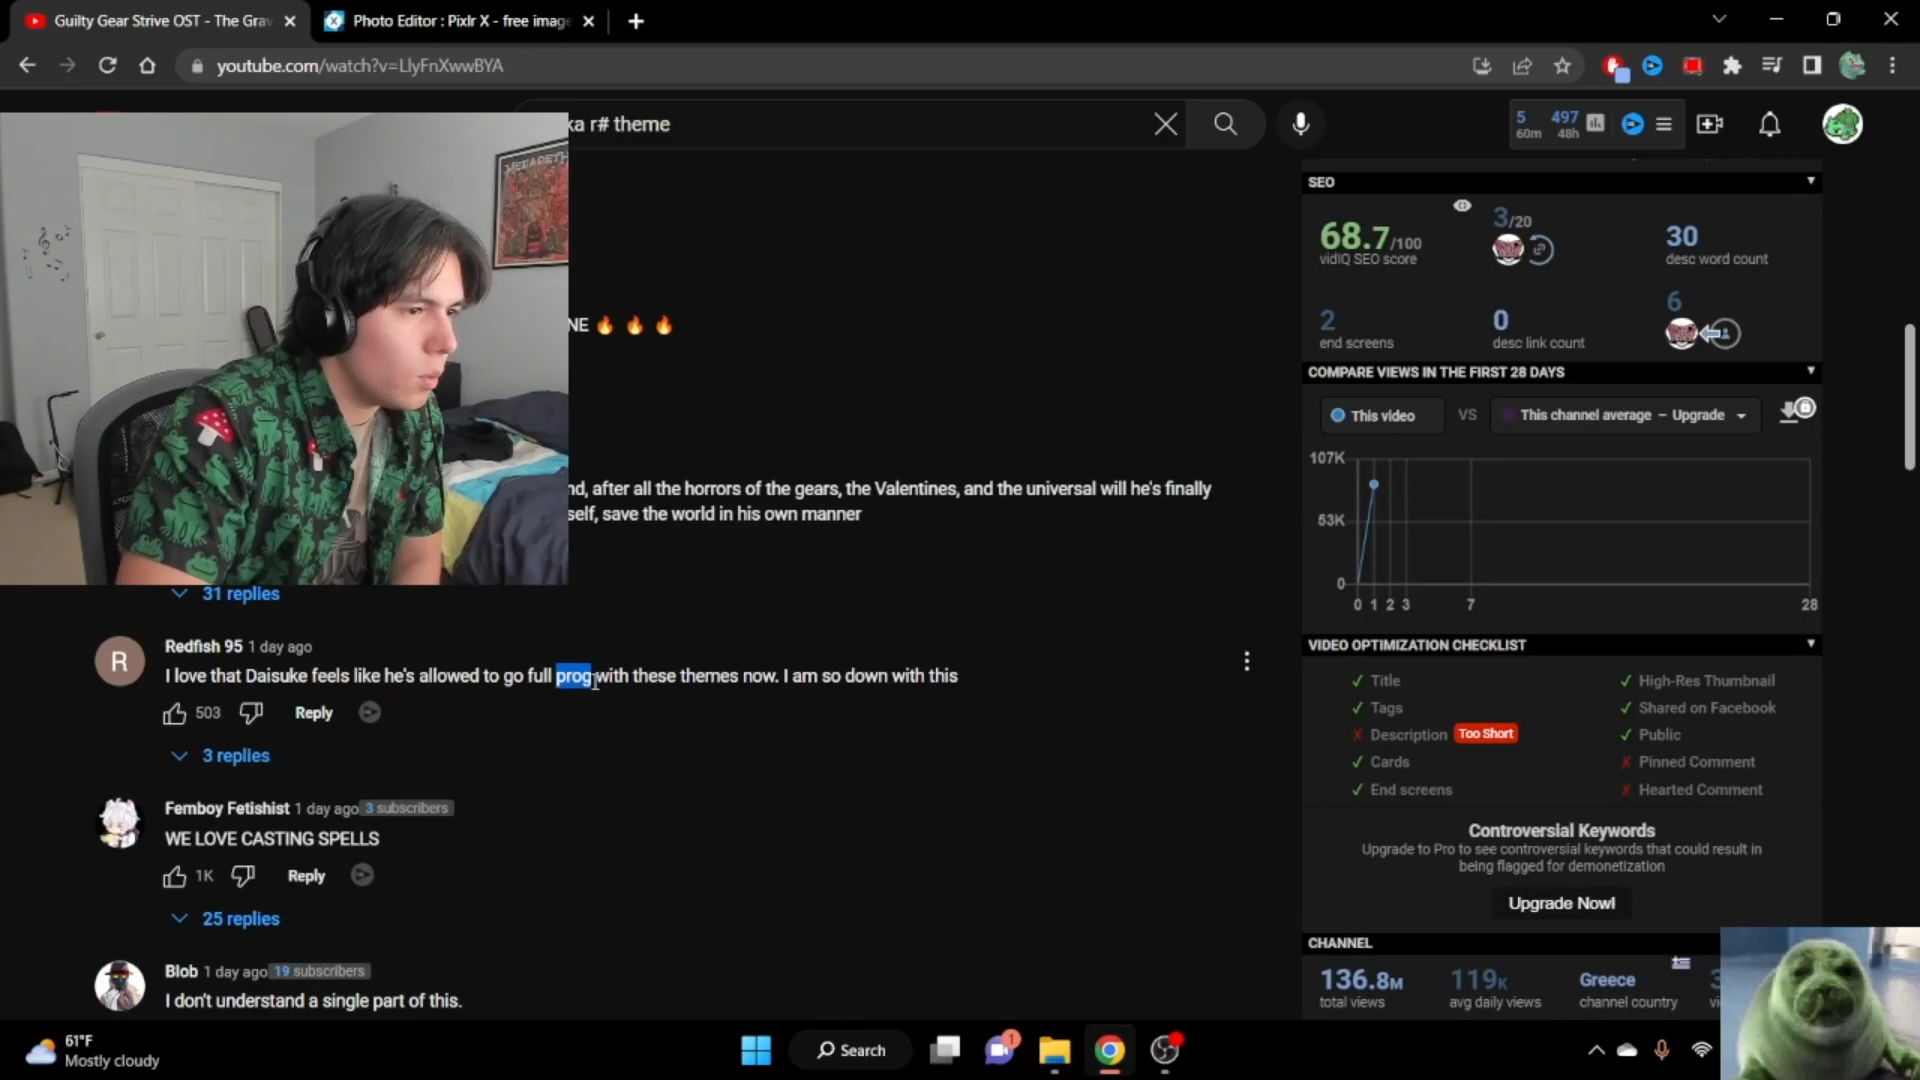 Guilty Gear Strive OST - The Grav
Photo Editor : Pixlr X - free imag
youtube.com/watch?v=LlyFnXwwBYA
ka r# theme
5 497
60m 48h
MEGADETH
SEO
68.7/100
vidIQ SEO score
3/20
30
desc word count
2
end screens
0
desc link count
6
NE 🔥 🔥 🔥
COMPARE VIEWS IN THE FIRST 28 DAYS
This video
VS
This channel average – Upgrade
107K
53K
0
0 1 2 3 7 28
nd, after all the horrors of the gears, the Valentines, and the universal will he's finally
self, save the world in his own manner
31 replies
R
Redfish 95 1 day ago
I love that Daisuke feels like he's allowed to go full prog with these themes now. I am so down with this
503 Reply
3 replies
Femboy Fetishist 1 day ago 3 subscribers
WE LOVE CASTING SPELLS
1K Reply
25 replies
Blob 1 day ago 19 subscribers
I don't understand a single part of this.
VIDEO OPTIMIZATION CHECKLIST
✓ Title
✓ High-Res Thumbnail
✓ Tags
✓ Shared on Facebook
✗ Description Too Short
✓ Public
✓ Cards
✗ Pinned Comment
✓ End screens
✗ Hearted Comment
Controversial Keywords
Upgrade to Pro to see controversial keywords that could result in
being flagged for demonetization
Upgrade Now!
CHANNEL
136.8M
total views
119K
avg daily views
Greece
channel country
61°F
Mostly cloudy
Search
1